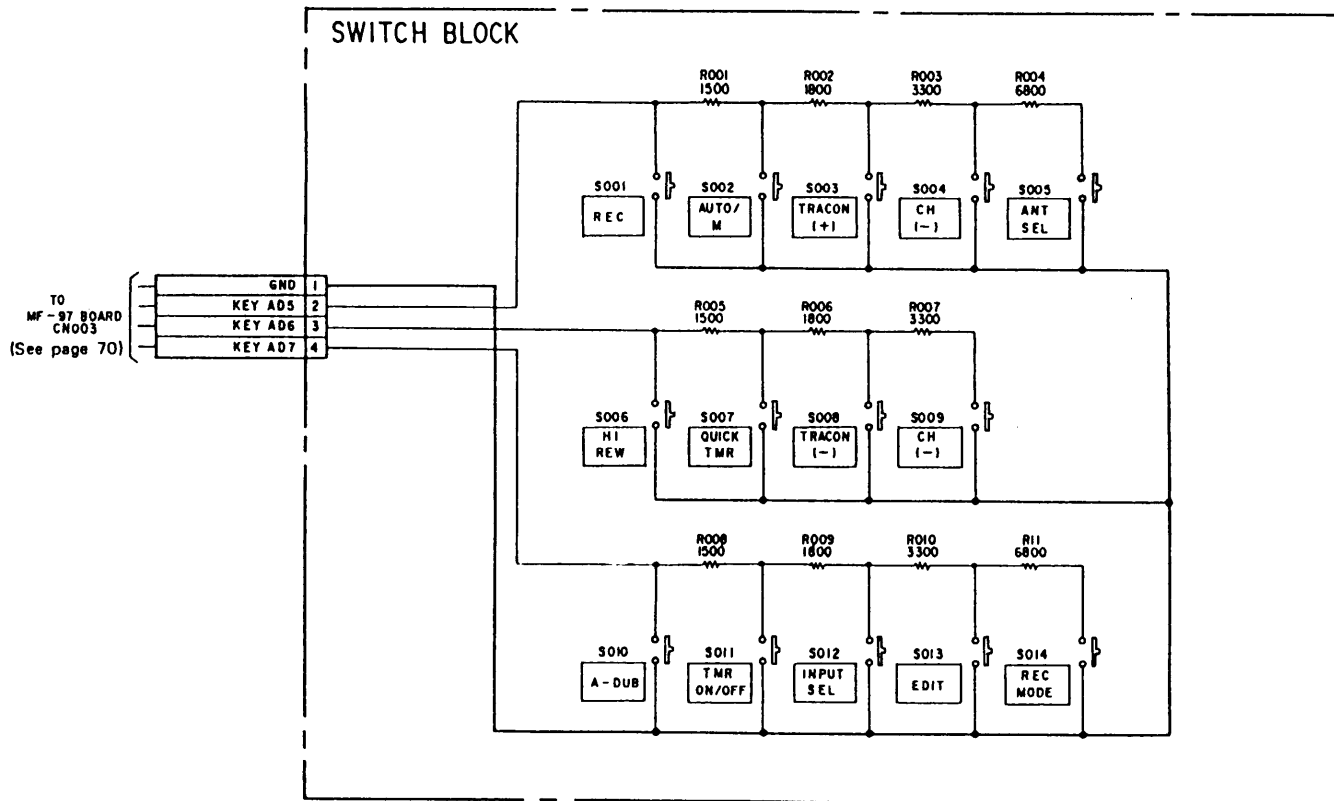 SWITCH BLOCK
R001
1500
R002
1800
R003
3300
R004
6800
S001
REC
S002
AUTO/
M
S003
TRACON
(+)
S004
CH
(-)
S005
ANT
SEL
TO
MF-97 BOARD
CN003
(See page 70)
GND 1
KEY AD5 2
KEY AD6 3
KEY AD7 4
R005
1500
R006
1800
R007
3300
S006
HI
REW
S007
QUICK
TMR
S008
TRACON
(-)
S009
CH
(-)
R008
1500
R009
1800
R010
3300
R11
6800
S010
A-DUB
S011
TMR
ON/OFF
S012
INPUT
SEL
S013
EDIT
S014
REC
MODE